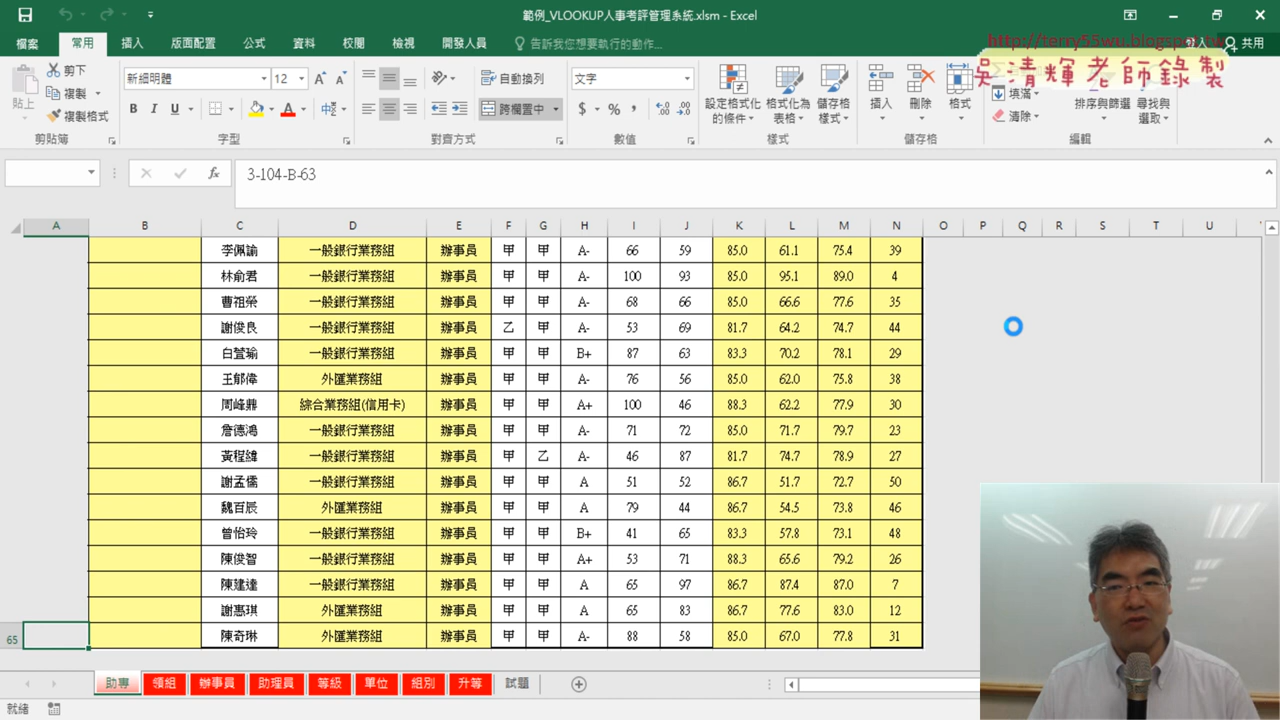 範例_VLOOKUP人事考評管理系統.xlsm - Excel
檔案 常用 插入 版面配置 公式 資料 校閱 檢視 開發人員 告訴我您想要執行的動作... 登入 共用
http://terry55wu.blogspot.tw
吳清輝老師錄製
貼上 剪下 複製 複製格式 剪貼簿
新細明體 12 B I U 字型
自動換列 跨欄置中 對齊方式
文字 $ % , 數值
設定格式化的條件 格式化為表格 儲存格樣式 樣式
插入 刪除 格式 儲存格
填滿 清除 排序與篩選 尋找與選取 編輯
fx 3-104-B-63
A B C D E F G H I J K L M N O P Q R S T U
李佩諭 一般銀行業務組 辦事員 甲 甲 A- 66 59 85.0 61.1 75.4 39
林俞君 一般銀行業務組 辦事員 甲 甲 A- 100 93 85.0 95.1 89.0 4
曹祖榮 一般銀行業務組 辦事員 甲 甲 A- 68 66 85.0 66.6 77.6 35
謝俊良 一般銀行業務組 辦事員 乙 甲 A- 53 69 81.7 64.2 74.7 44
白萱瑜 一般銀行業務組 辦事員 甲 甲 B+ 87 63 83.3 70.2 78.1 29
王郁偉 外匯業務組 辦事員 甲 甲 A- 76 56 85.0 62.0 75.8 38
周峰鼎 綜合業務組(信用卡) 辦事員 甲 甲 A+ 100 46 88.3 62.2 77.9 30
詹德鴻 一般銀行業務組 辦事員 甲 甲 A- 71 72 85.0 71.7 79.7 23
黃程緯 一般銀行業務組 辦事員 甲 乙 A- 46 87 81.7 74.7 78.9 27
謝孟儒 一般銀行業務組 辦事員 甲 甲 A 51 52 86.7 51.7 72.7 50
魏百辰 外匯業務組 辦事員 甲 甲 A 79 44 86.7 54.5 73.8 46
曾怡玲 外匯業務組 辦事員 甲 甲 B+ 41 65 83.3 57.8 73.1 48
陳俊智 一般銀行業務組 辦事員 甲 甲 A+ 53 71 88.3 65.6 79.2 26
陳建達 一般銀行業務組 辦事員 甲 甲 A 65 97 86.7 87.4 87.0 7
謝惠琪 外匯業務組 辦事員 甲 甲 A 65 83 86.7 77.6 83.0 12
65 陳奇琳 外匯業務組 辦事員 甲 甲 A- 88 58 85.0 67.0 77.8 31
助專 領組 辦事員 助理員 等級 單位 組別 升等 試題
就緒